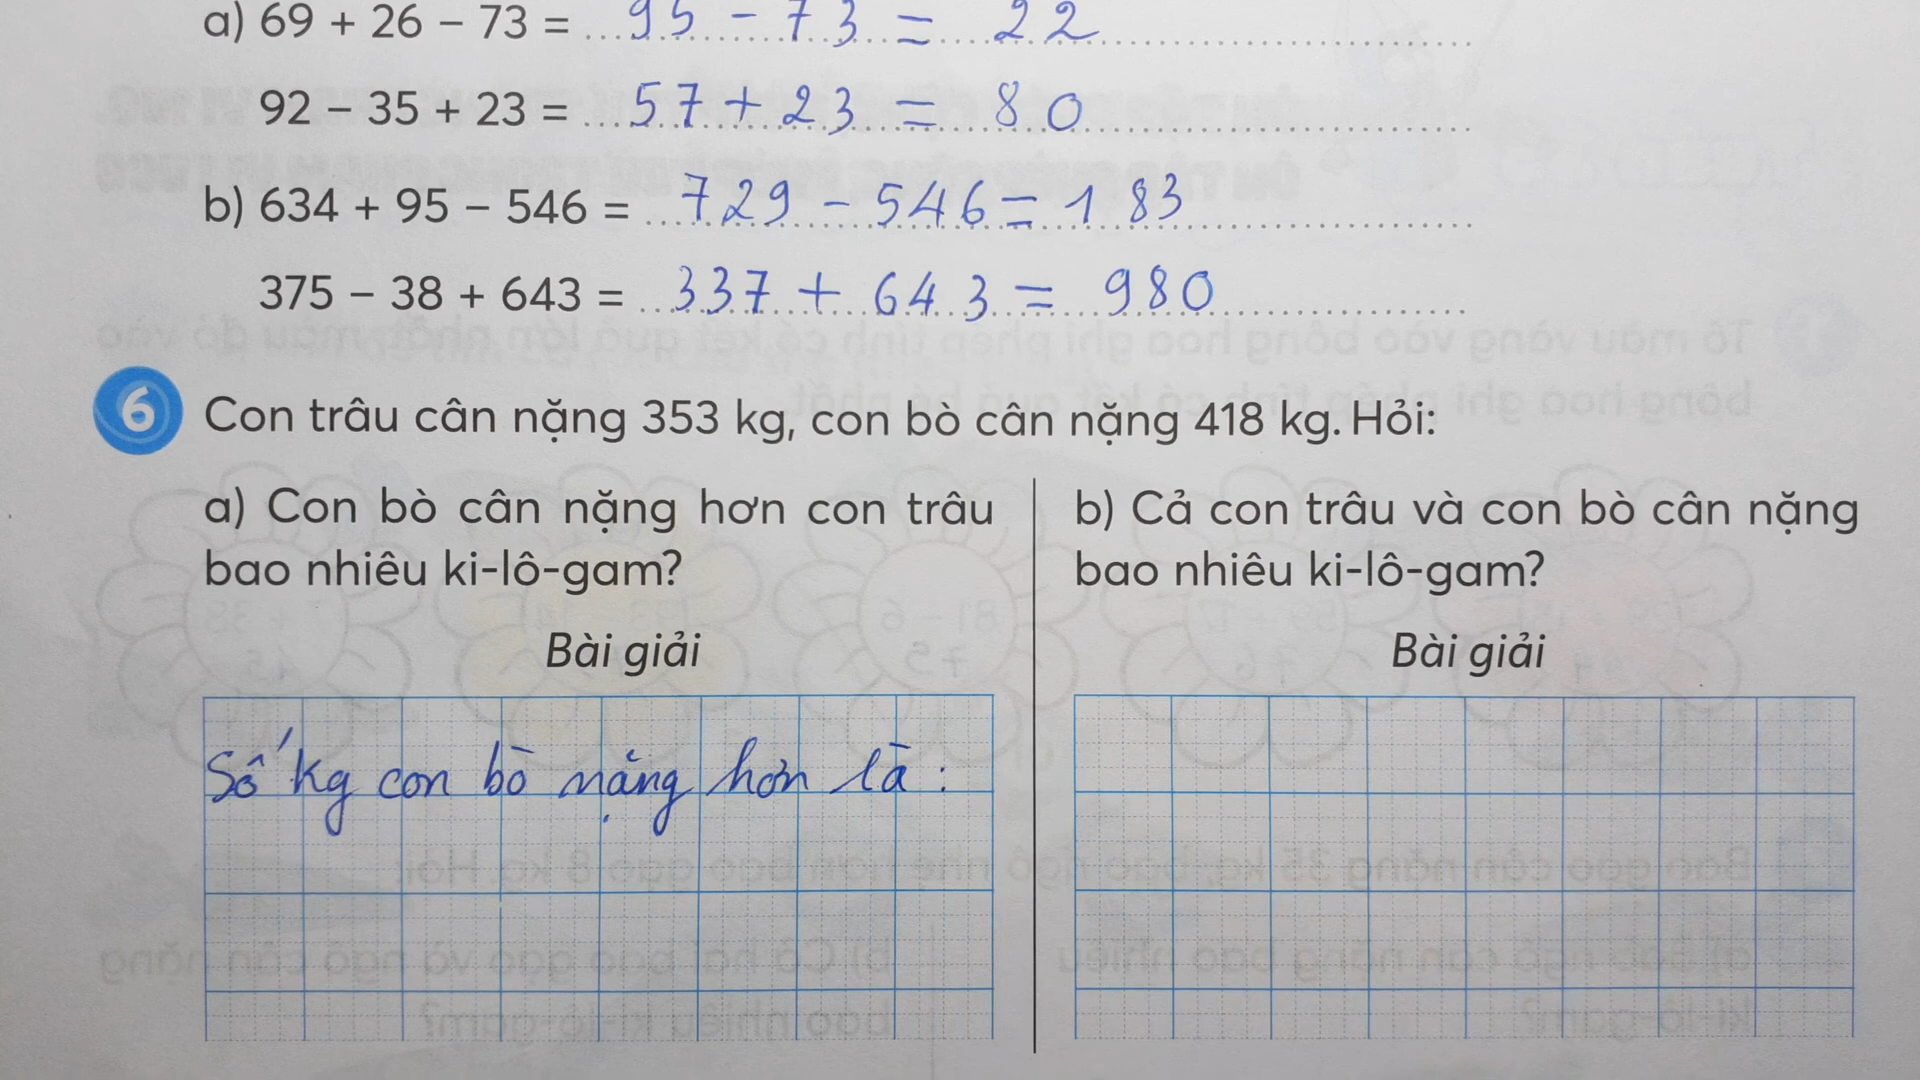 a) 69 + 26 – 73 = 95 - 73 = 22
92 – 35 + 23 = 57 + 23 = 80
b) 634 + 95 – 546 = 729 - 546 = 183
375 – 38 + 643 = 337 + 643 = 980
6 Con trâu cân nặng 353 kg, con bò cân nặng 418 kg. Hỏi:
a) Con bò cân nặng hơn con trâu
bao nhiêu ki-lô-gam?
Bài giải
Số kg con bò nặng hơn là :
b) Cả con trâu và con bò cân nặng
bao nhiêu ki-lô-gam?
Bài giải